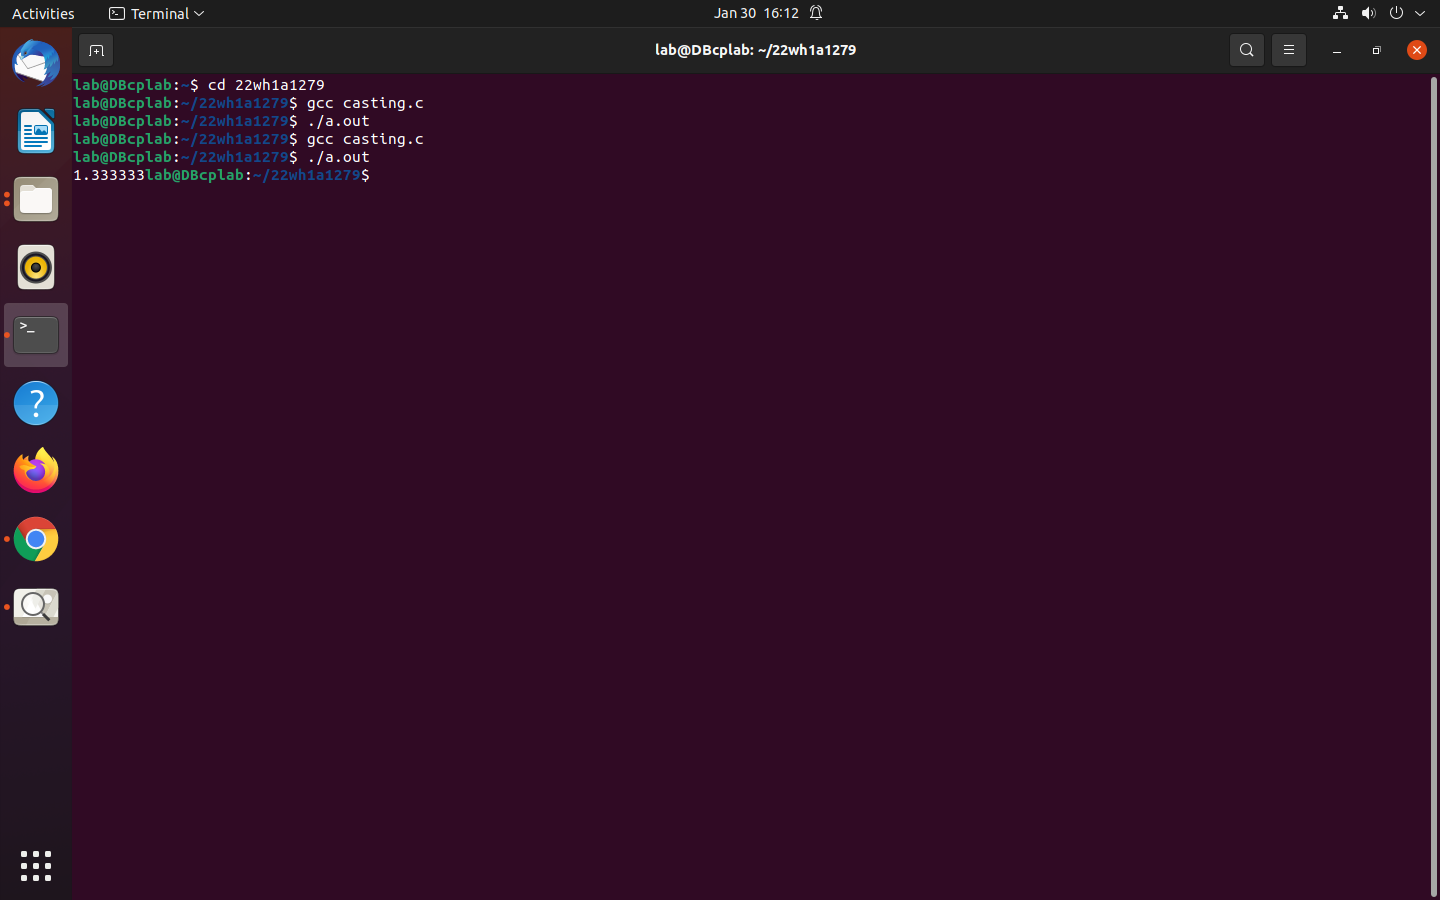 Activities
Terminal
Jan 30 16:12
lab@DBcplab: ~/22wh1a1279
lab@DBcplab:~$ cd 22wh1a1279
lab@DBcplab:~/22wh1a1279$ gcc casting.c
lab@DBcplab:~/22wh1a1279$ ./a.out
lab@DBcplab:~/22wh1a1279$ gcc casting.c
lab@DBcplab:~/22wh1a1279$ ./a.out
1.333333lab@DBcplab:~/22wh1a1279$